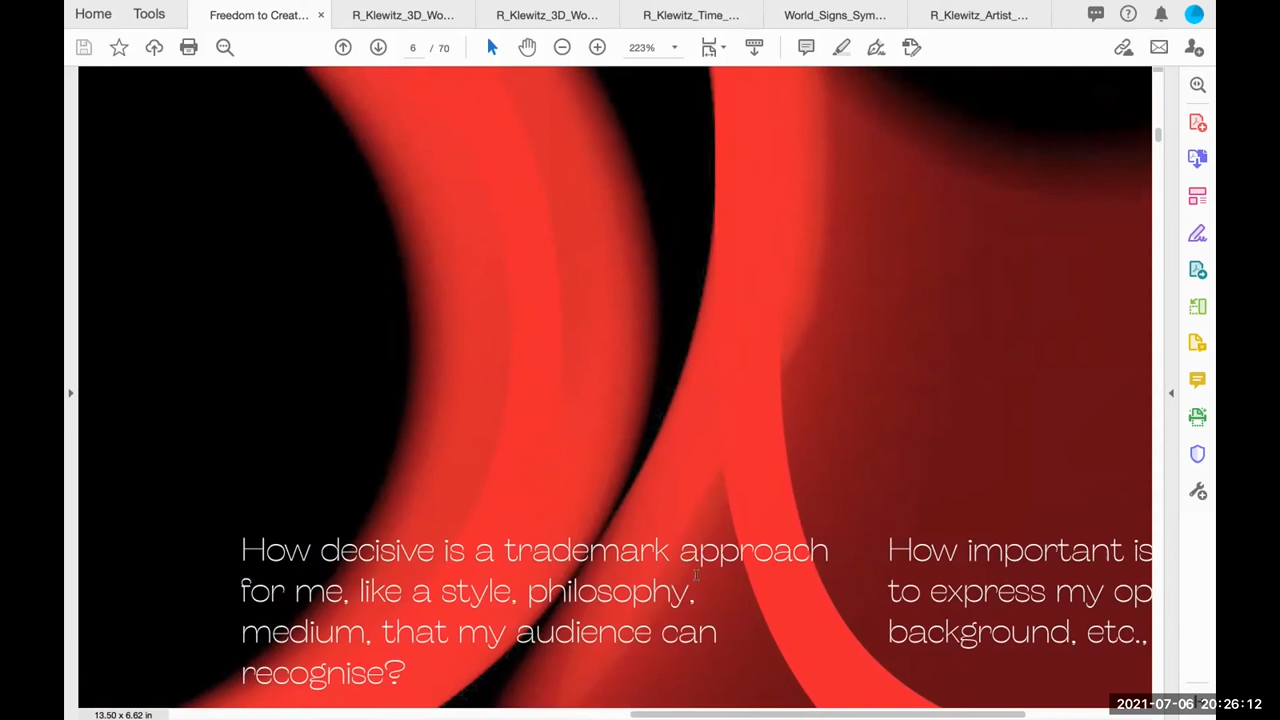 Home
Tools
Freedom to Creat... ×
R_Klewitz_3D_Wo...
R_Klewitz_3D_Wo...
R_Klewitz_Time_...
World_Signs_Sym...
R_Klewitz_Artist_...
6 / 70
223%
How decisive is a trademark approach
for me, like a style, philosophy,
medium, that my audience can
recognise?
How important is
to express my op
background, etc.,
13.50 x 6.62 in
2021-07-06 20:26:12